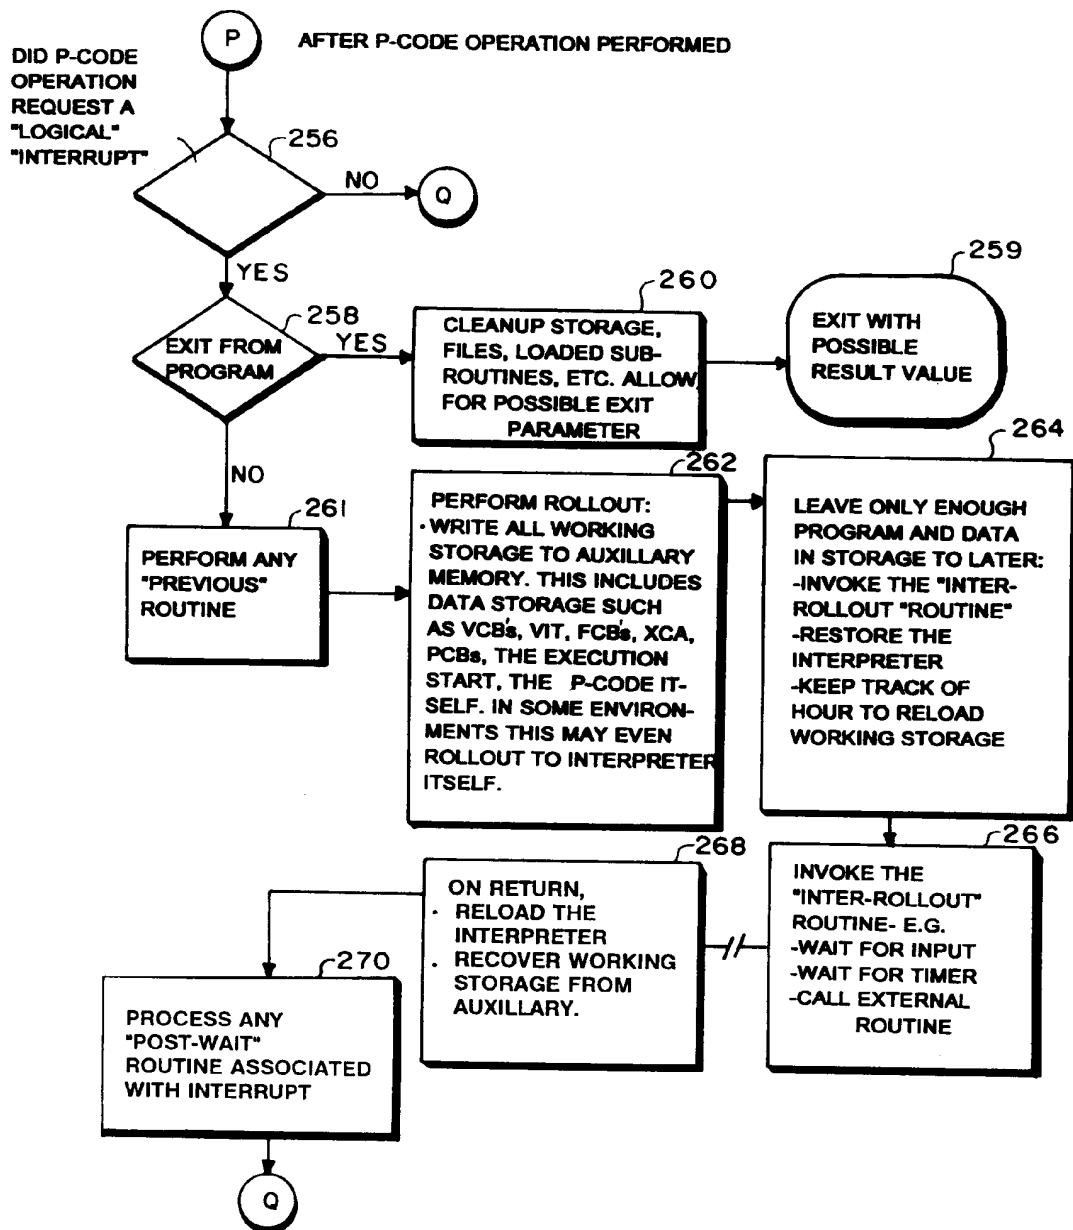 P
AFTER P-CODE OPERATION PERFORMED
DID P-CODE
OPERATION
REQUEST A
"LOGICAL"
"INTERRUPT"
256
NO
Q
YES
258
EXIT FROM
PROGRAM
YES
260
CLEANUP STORAGE,
FILES, LOADED SUB-
ROUTINES, ETC. ALLOW
FOR POSSIBLE EXIT
PARAMETER
259
EXIT WITH
POSSIBLE
RESULT VALUE
NO
261
PERFORM ANY
"PREVIOUS"
ROUTINE
262
PERFORM ROLLOUT:
· WRITE ALL WORKING
STORAGE TO AUXILLARY
MEMORY. THIS INCLUDES
DATA STORAGE SUCH
AS VCB's, VIT, FCB's, XCA,
PCBs, THE EXECUTION
START, THE P-CODE IT-
SELF. IN SOME ENVIRON-
MENTS THIS MAY EVEN
ROLLOUT TO INTERPRETER
ITSELF.
264
LEAVE ONLY ENOUGH
PROGRAM AND DATA
IN STORAGE TO LATER:
-INVOKE THE "INTER-
ROLLOUT "ROUTINE"
-RESTORE THE
INTERPRETER
-KEEP TRACK OF
HOUR TO RELOAD
WORKING STORAGE
266
INVOKE THE
"INTER-ROLLOUT"
ROUTINE- E.G.
-WAIT FOR INPUT
-WAIT FOR TIMER
-CALL EXTERNAL
ROUTINE
268
ON RETURN,
· RELOAD THE
INTERPRETER
· RECOVER WORKING
STORAGE FROM
AUXILLARY.
270
PROCESS ANY
"POST-WAIT"
ROUTINE ASSOCIATED
WITH INTERRUPT
Q